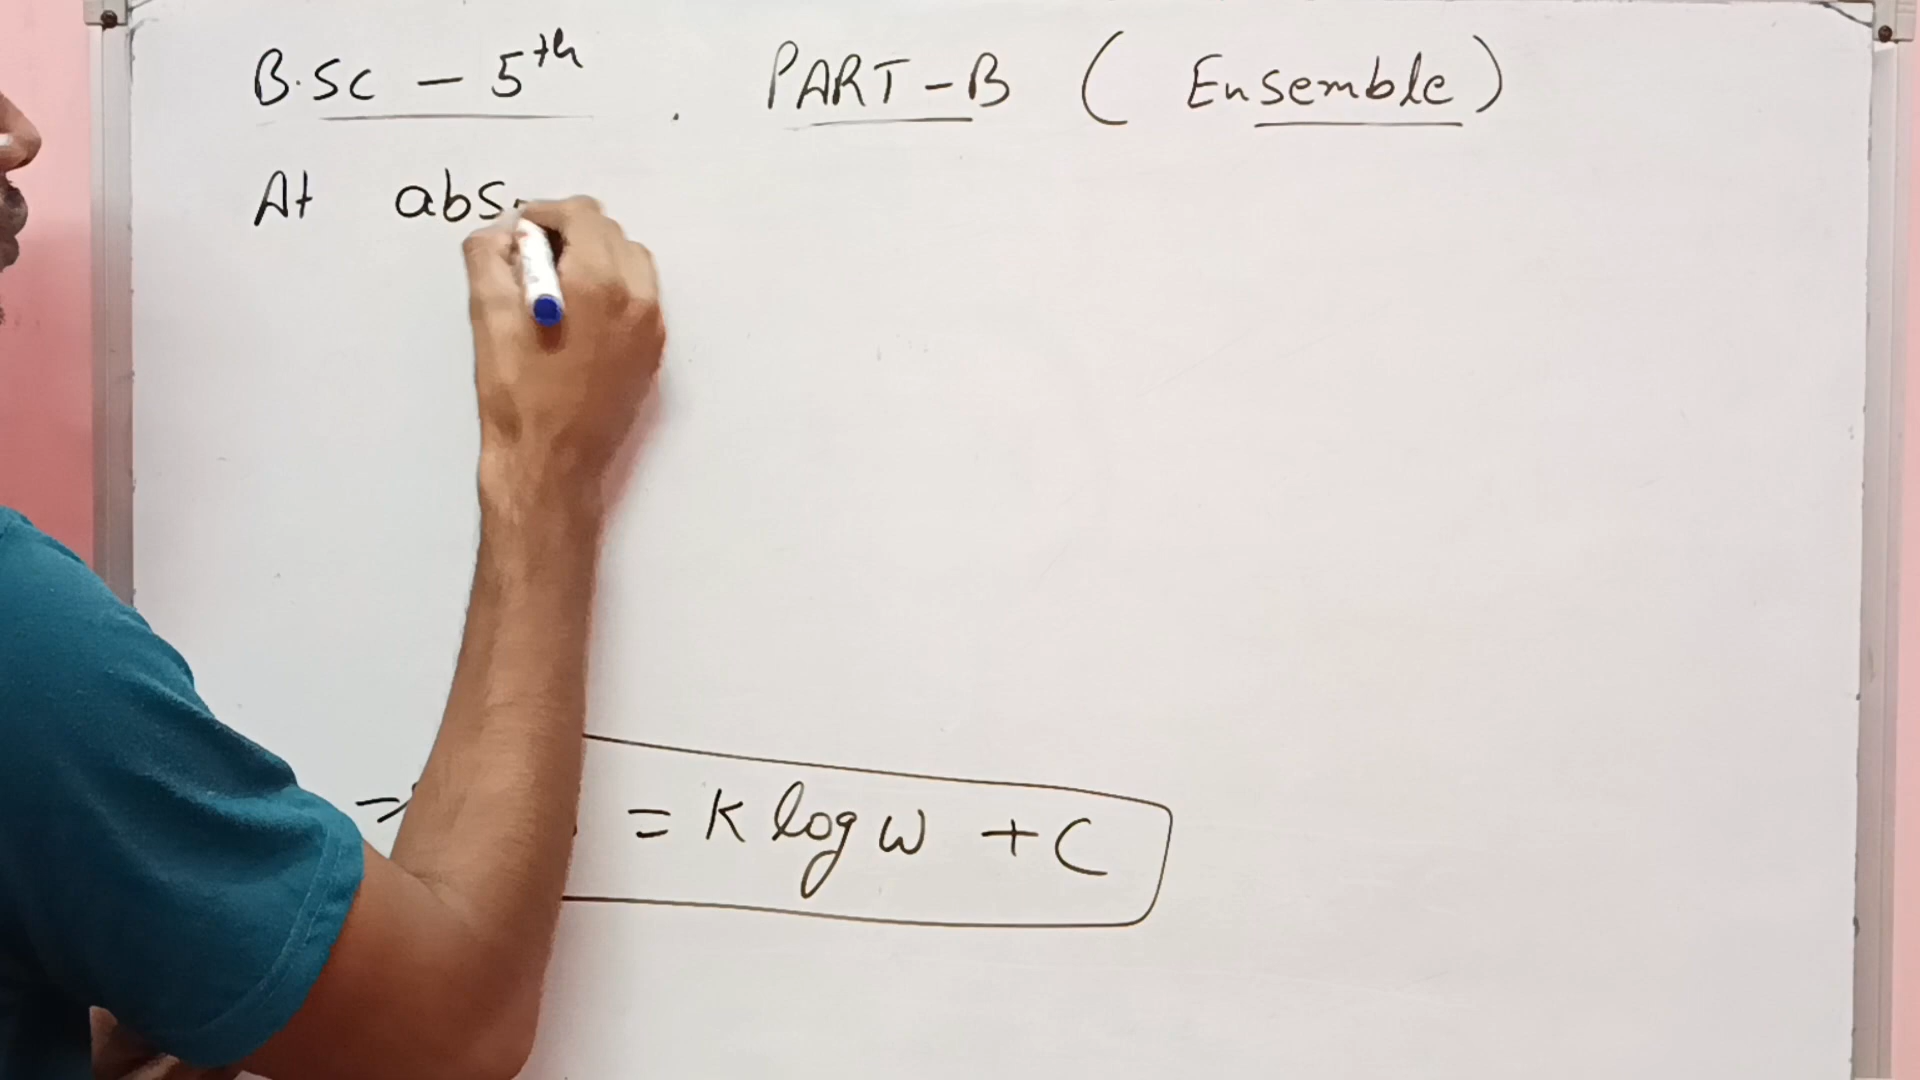 B.Sc - 5th . PART-B ( Ensemble )
At abs
= K log w + C